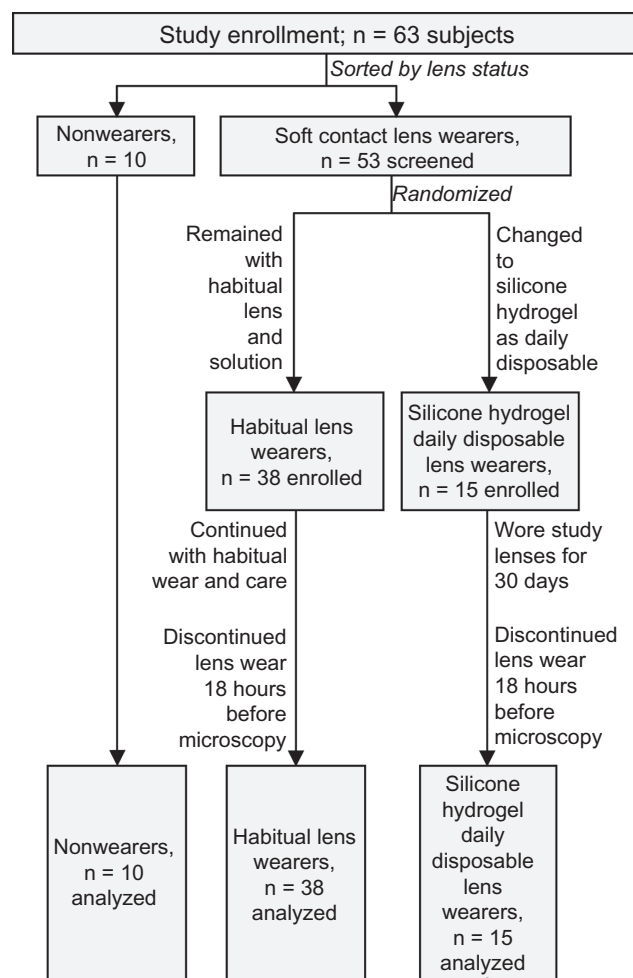 Study enrollment; n = 63 subjects
Sorted by lens status
Nonwearers,
n = 10
Soft contact lens wearers,
n = 53 screened
Randomized
Remained
with
habitual
lens
and
solution
Changed
to
silicone
hydrogel
as daily
disposable
Habitual lens
wearers,
n = 38 enrolled
Silicone hydrogel
daily disposable
lens wearers,
n = 15 enrolled
Continued
with habitual
wear and care
Wore study
lenses for
30 days
Discontinued
lens wear
18 hours
before
microscopy
Discontinued
lens wear
18 hours
before
microscopy
Nonwearers,
n = 10
analyzed
Habitual lens
wearers,
n = 38
analyzed
Silicone
hydrogel
daily
disposable
lens
wearers,
n = 15
analyzed